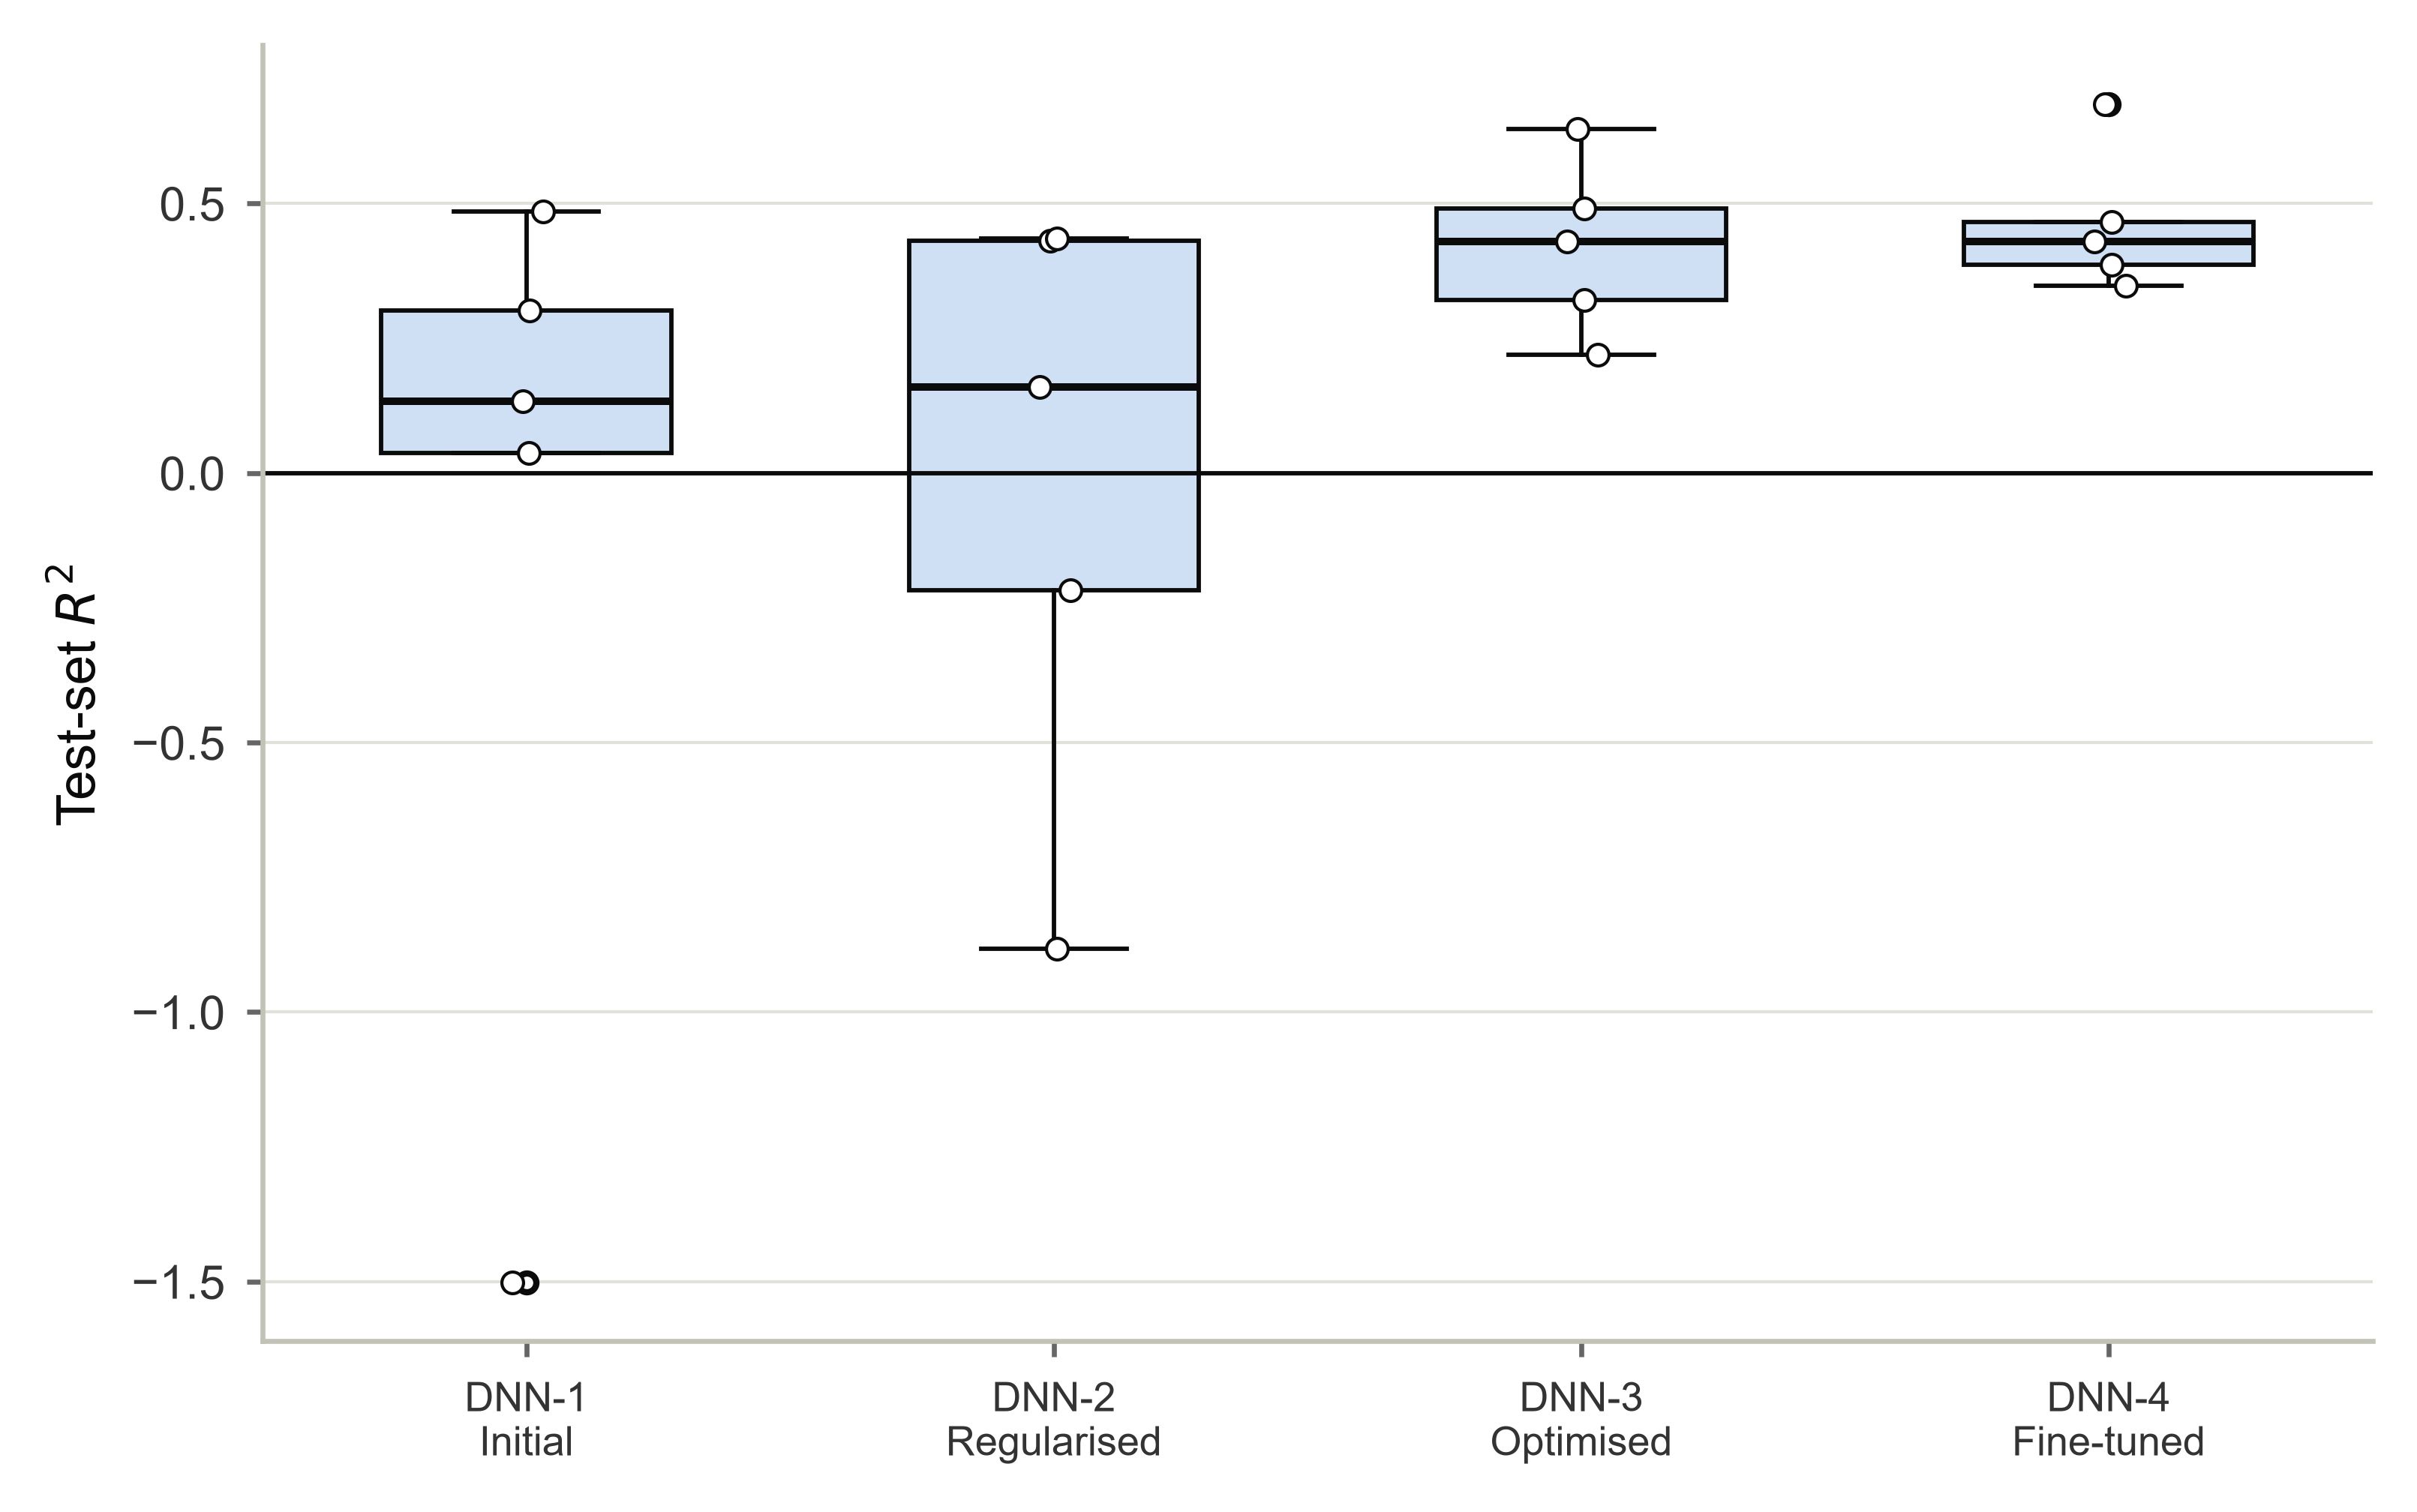 Test-set R²
0.5
0.0
−0.5
−1.0
−1.5
DNN-1
Initial
DNN-2
Regularised
DNN-3
Optimised
DNN-4
Fine-tuned